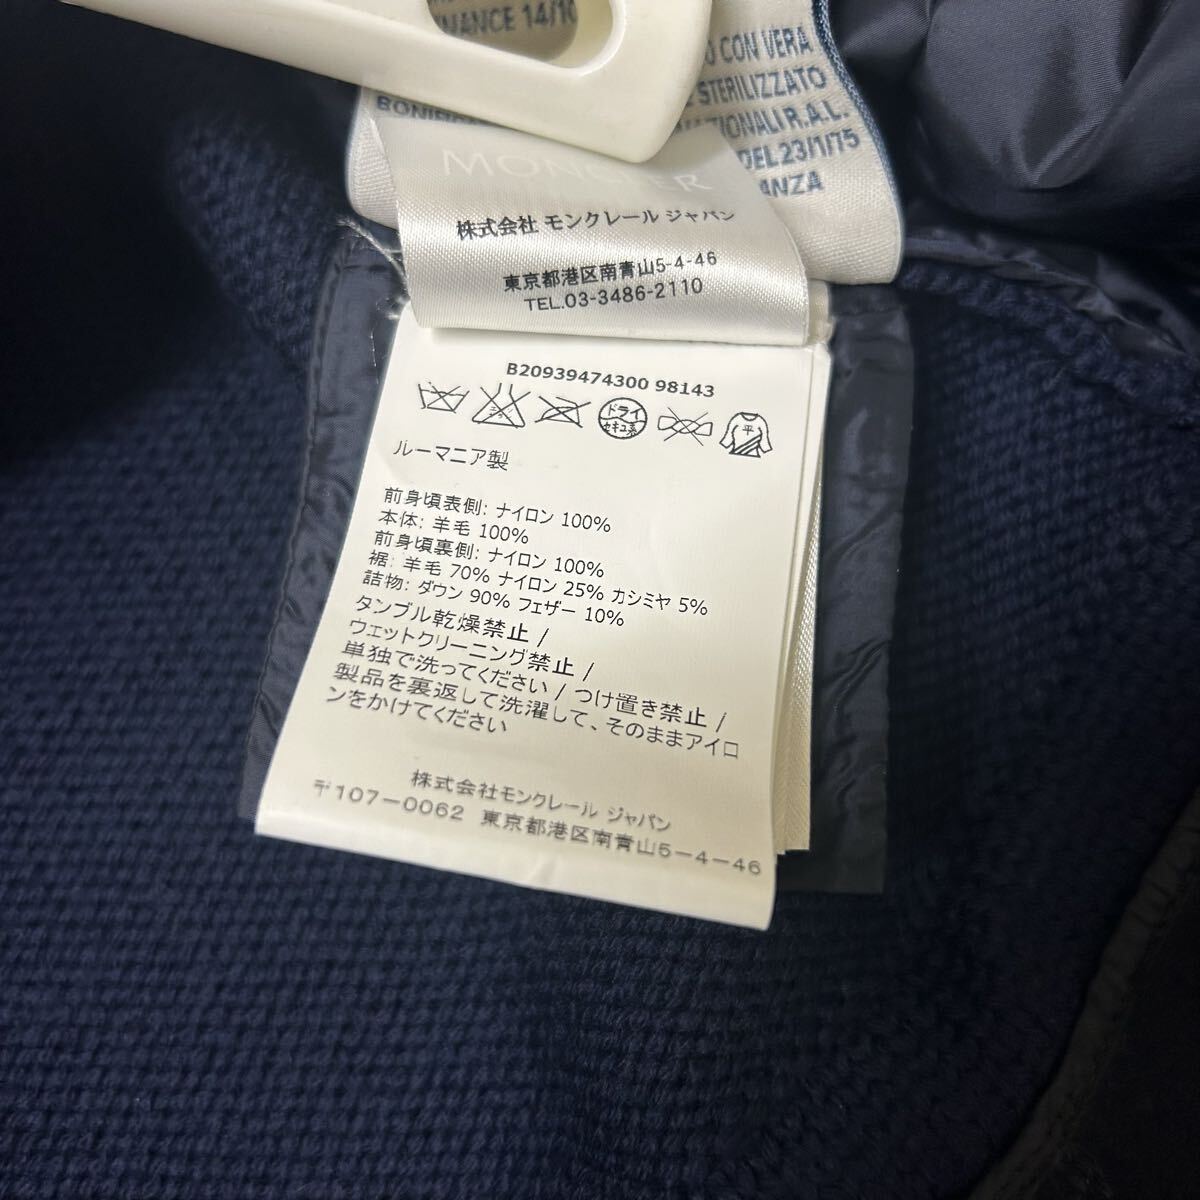 NANCE 14/10
O CON VERA
STERILIZZATO
ZIONALI R.A.L.
DEL 23/1/75
ANZA
MONCLER
株式会社 モンクレール ジャパン
東京都港区南青山5-4-46
TEL.03-3486-2110
B20939474300 98143
ドライ
セキユ系
平
ルーマニア製
前身頃表側: ナイロン 100%
本体: 羊毛 100%
前身頃裏側: ナイロン 100%
裾: 羊毛 70% ナイロン 25% カシミヤ 5%
詰物: ダウン 90% フェザー 10%
タンブル乾燥禁止 /
ウェットクリーニング禁止 /
単独で洗ってください / つけ置き禁止 /
製品を裏返して洗濯して、そのままアイロ
ンをかけてください
株式会社モンクレール ジャパン
〒107-0062 東京都港区南青山5-4-46